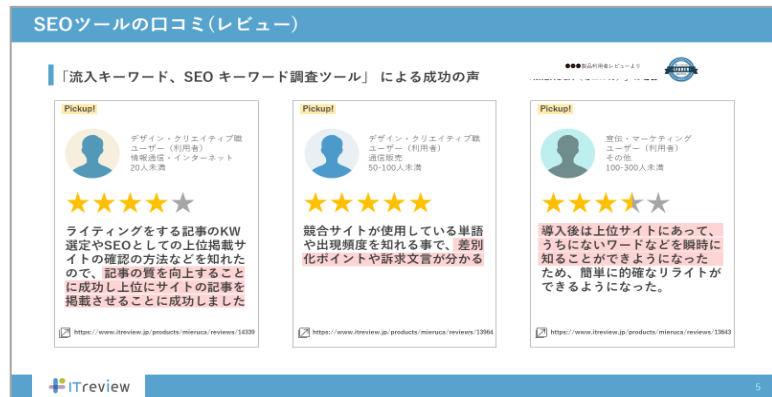 SEOツールの口コミ(レビュー)
「流入キーワード、SEO キーワード調査ツール」 による成功の声
●●●製品利用者レビューより
Pickup!
デザイン・クリエイティブ職
ユーザー（利用者）
情報通信・インターネット
20人未満
ライティングをする記事のKW
選定やSEOとしての上位掲載サ
イトの確認の方法などを知れた
ので、記事の質を向上すること
に成功し上位にサイトの記事を
掲載させることに成功しました
https://www.itreview.jp/products/mieruca/reviews/14339
Pickup!
デザイン・クリエイティブ職
ユーザー（利用者）
通信販売
50-100人未満
競合サイトが使用している単語
や出現頻度を知れる事で、差別
化ポイントや訴求文言が分かる
https://www.itreview.jp/products/mieruca/reviews/13964
Pickup!
宣伝・マーケティング
ユーザー（利用者）
その他
100-300人未満
導入後は上位サイトにあって、
うちにないワードなどを瞬時に
知ることができようになった
ため、簡単に的確なリライトが
できるようになった。
https://www.itreview.jp/products/mieruca/reviews/13643
ITreview
5